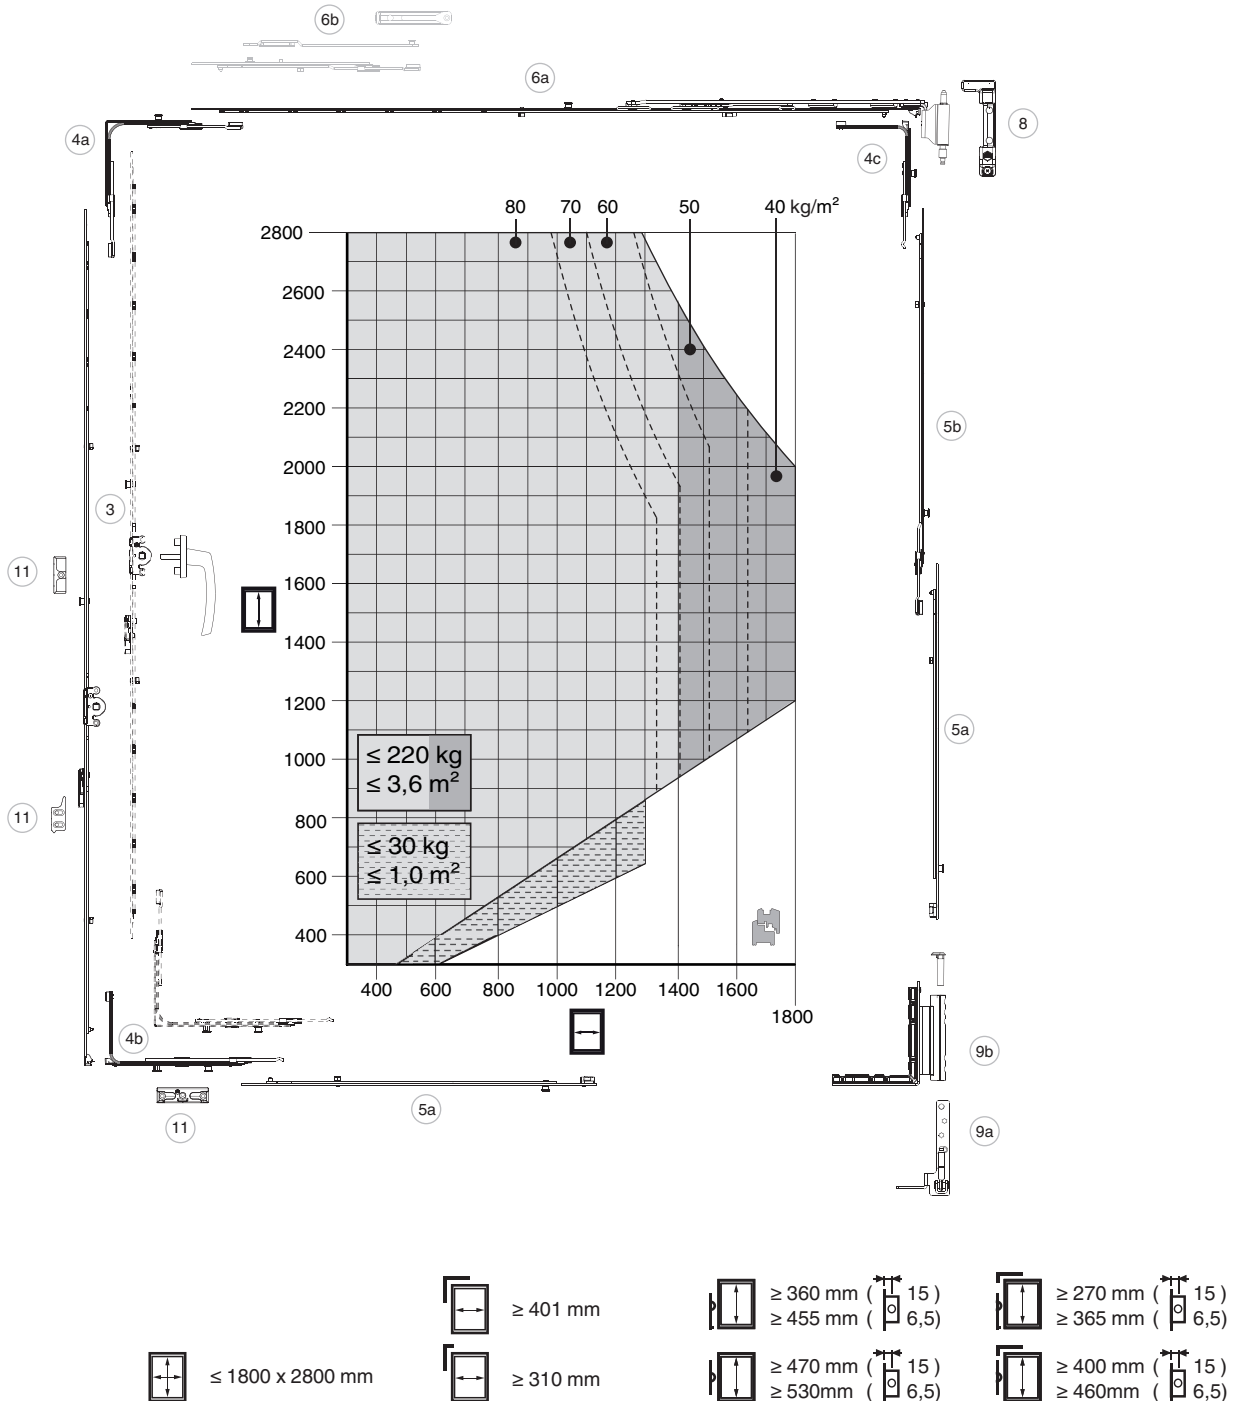 6b
6a
4a
8
4c
80 70 60 50 40 kg/m²
2800
2600
2400
2200
2000
1800
1600
1400
1200
1000
800
600
400
5b
3
11
5a
≤ 220 kg
≤ 3,6 m²
11
≤ 30 kg
≤ 1,0 m²
400 600 800 1000 1200 1400 1600
1800
4b
9b
5a
11
9a
≥ 401 mm
≥ 360 mm ( 15 )
≥ 455 mm ( 6,5)
≥ 270 mm ( 15 )
≥ 365 mm ( 6,5)
≤ 1800 x 2800 mm
≥ 310 mm
≥ 470 mm ( 15 )
≥ 530mm ( 6,5)
≥ 400 mm ( 15 )
≥ 460mm ( 6,5)